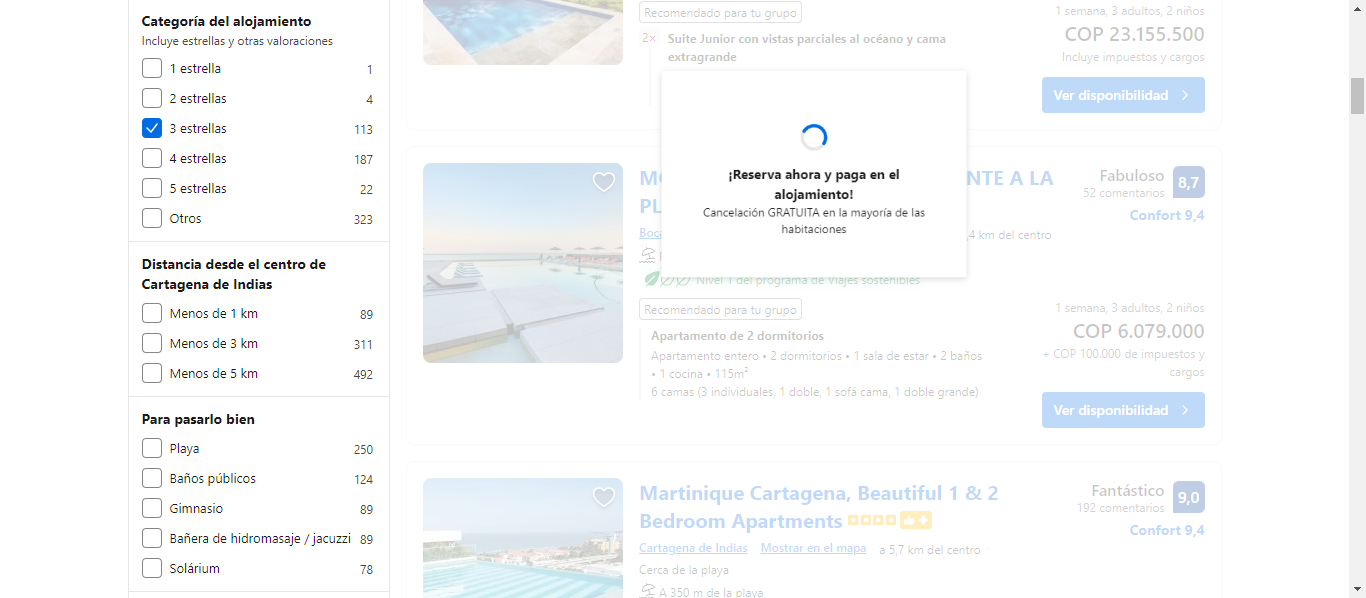 Categoría del alojamiento
Incluye estrellas y otras valoraciones
1 estrella 1
2 estrellas 4
3 estrellas 113
4 estrellas 187
5 estrellas 22
Otros 323
Distancia desde el centro de
Cartagena de Indias
Menos de 1 km 89
Menos de 3 km 311
Menos de 5 km 492
Para pasarlo bien
Playa 250
Baños públicos 124
Gimnasio 89
Bañera de hidromasaje / jacuzzi 89
Solárium 78
Recomendado para tu grupo
2× Suite Junior con vistas parciales al océano y cama
extragrande
1 semana, 3 adultos, 2 niños
COP 23.155.500
Incluye impuestos y cargos
Ver disponibilidad
¡Reserva ahora y paga en el
alojamiento!
Cancelación GRATUITA en la mayoría de las
habitaciones
NTE A LA
PL
Boca
,4 km del centro
Nivel 1 del programa de Viajes sostenibles
Fabuloso 8,7
52 comentarios
Confort 9,4
Recomendado para tu grupo
Apartamento de 2 dormitorios
Apartamento entero • 2 dormitorios • 1 sala de estar • 2 baños
• 1 cocina • 115m²
6 camas (3 individuales, 1 doble, 1 sofá cama, 1 doble grande)
1 semana, 3 adultos, 2 niños
COP 6.079.000
+ COP 100.000 de impuestos y
cargos
Ver disponibilidad
Martinique Cartagena, Beautiful 1 & 2
Bedroom Apartments
Cartagena de Indias Mostrar en el mapa a 5,7 km del centro
Cerca de la playa
A 350 m de la playa
Fantástico 9,0
192 comentarios
Confort 9,4